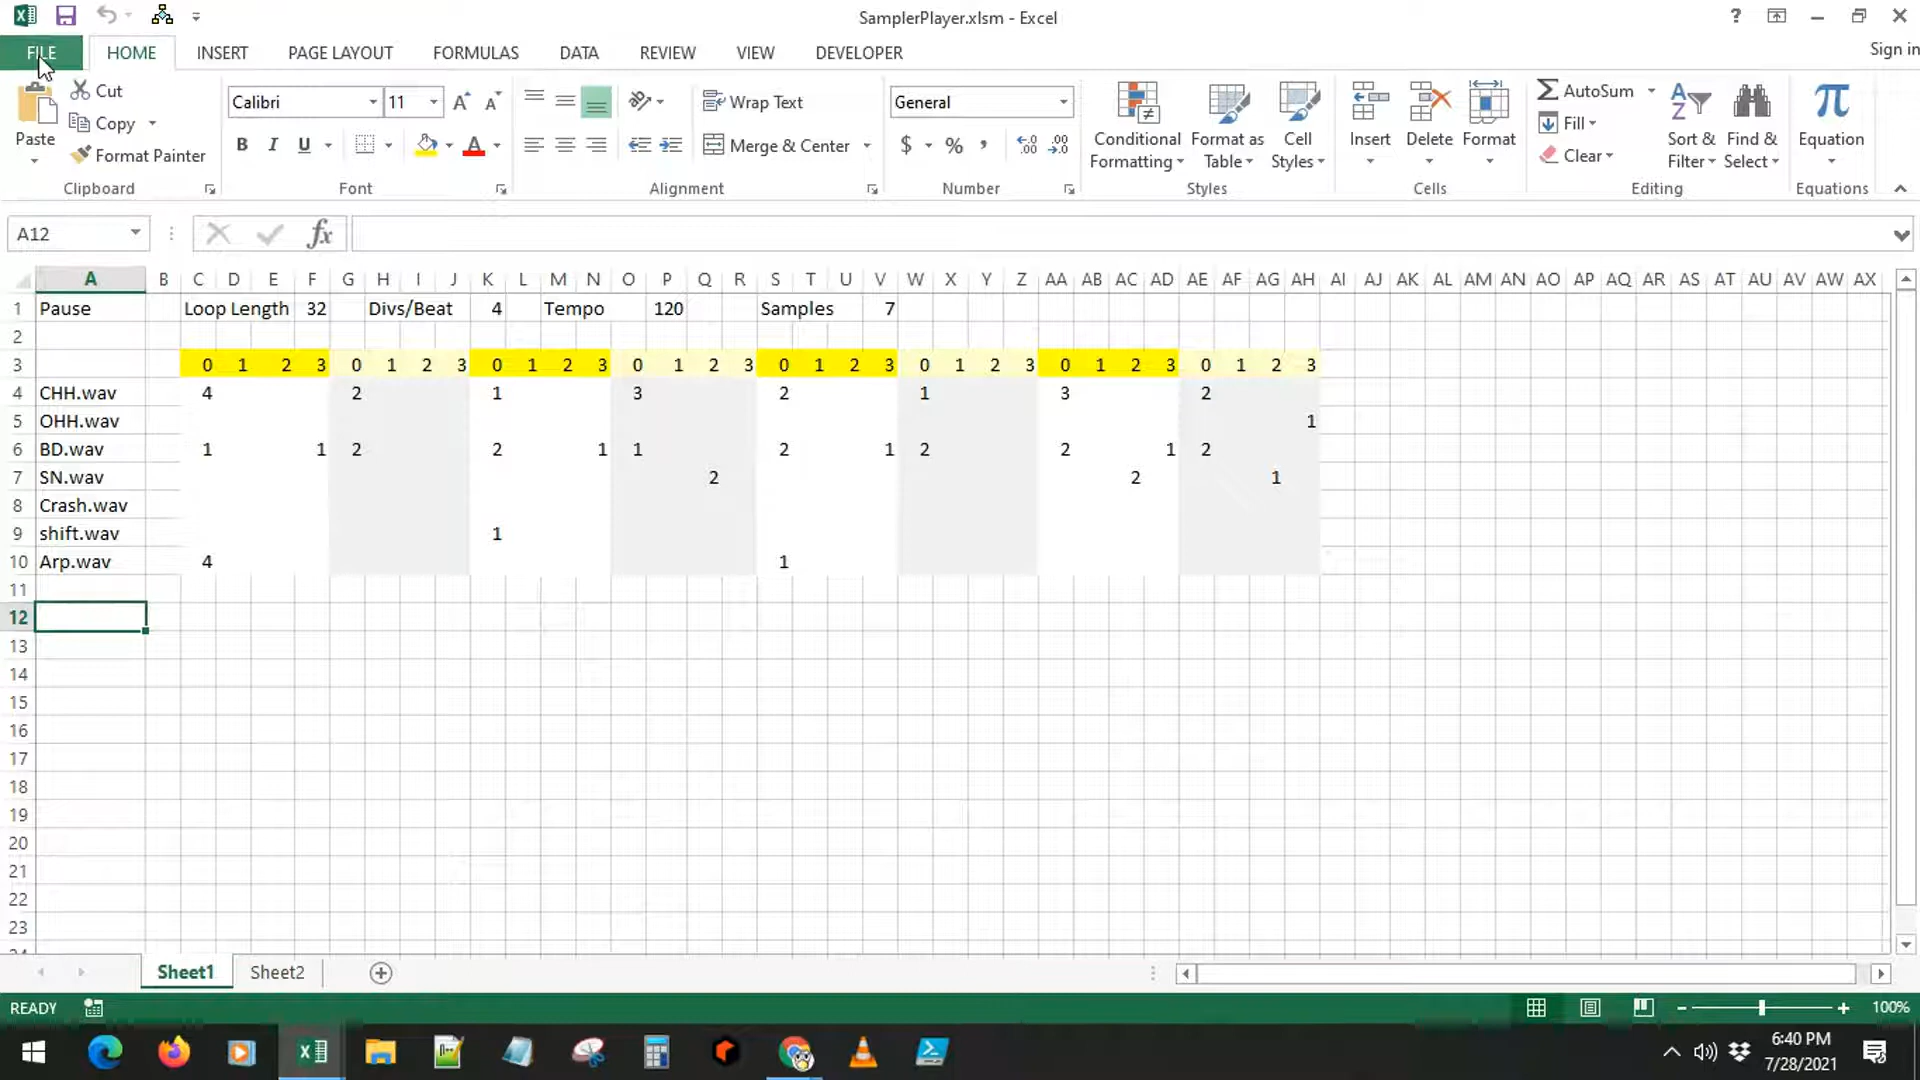 SamplerPlayer.xlsm - Excel
?
FILE HOME INSERT PAGE LAYOUT FORMULAS DATA REVIEW VIEW DEVELOPER Sign in
Paste Cut Copy Format Painter Clipboard
Calibri 11 B I U A Font
Wrap Text Merge & Center Alignment
General $ % , Number
Conditional Formatting Format as Table Cell Styles Styles
Insert Delete Format Cells
AutoSum Fill Clear Sort & Filter Find & Select Editing
Equation Equations
A12 fx
A B C D E F G H I J K L M N O P Q R S T U V W X Y Z AA AB AC AD AE AF AG AH AI AJ AK AL AM AN AO AP AQ AR AS AT AU AV AW AX
1 Pause Loop Length 32 Divs/Beat 4 Tempo 120 Samples 7
2
3 0 1 2 3 0 1 2 3 0 1 2 3 0 1 2 3 0 1 2 3 0 1 2 3 0 1 2 3 0 1 2 3
4 CHH.wav 4 2 1 3 2 1 3 2
5 OHH.wav 1
6 BD.wav 1 1 2 2 1 1 2 1 2 2 1 2
7 SN.wav 2 2 1
8 Crash.wav
9 shift.wav 1
10 Arp.wav 4 1
11
12
13
14
15
16
17
18
19
20
21
22
23
Sheet1 Sheet2
READY 100%
6:40 PM
7/28/2021